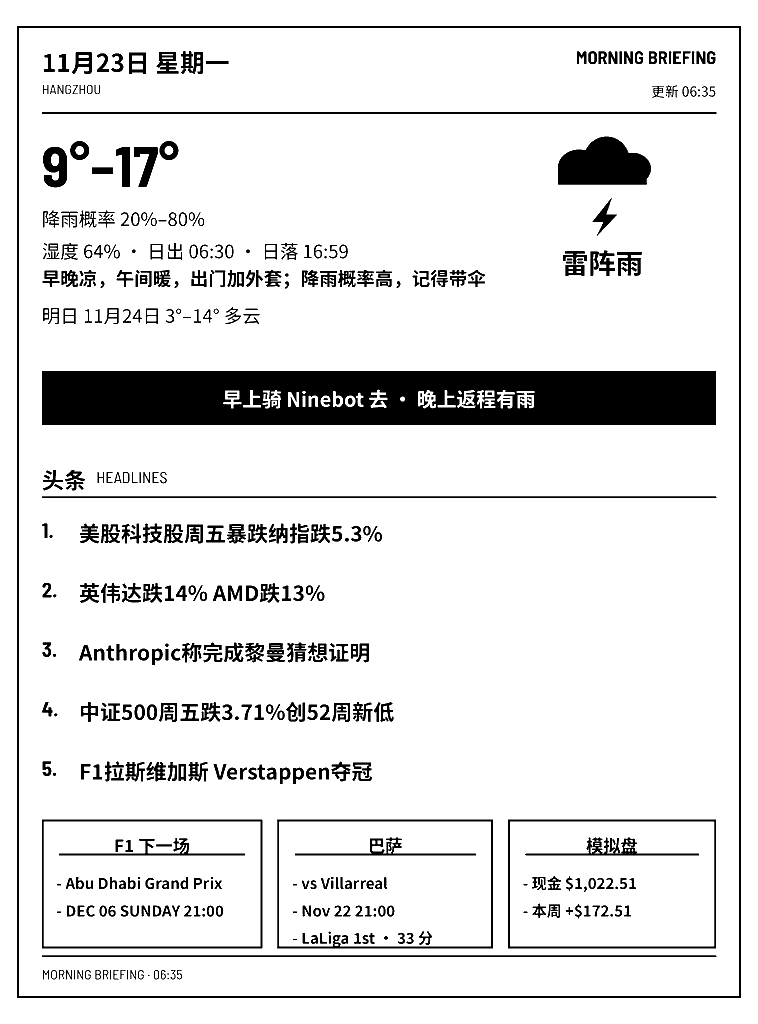 11月23日 星期一
MORNING BRIEFING
HANGZHOU
更新 06:35
9°–17°
降雨概率 20%–80%
湿度 64% · 日出 06:30 · 日落 16:59
早晚凉，午间暖，出门加外套；降雨概率高，记得带伞
明日 11月24日 3°–14° 多云
雷阵雨
早上骑 Ninebot 去 · 晚上返程有雨
头条 HEADLINES
1. 美股科技股周五暴跌纳指跌5.3%
2. 英伟达跌14% AMD跌13%
3. Anthropic称完成黎曼猜想证明
4. 中证500周五跌3.71%创52周新低
5. F1拉斯维加斯 Verstappen夺冠
F1 下一场
- Abu Dhabi Grand Prix
- DEC 06 SUNDAY 21:00
巴萨
- vs Villarreal
- Nov 22 21:00
- LaLiga 1st · 33 分
模拟盘
- 现金 $1,022.51
- 本周 +$172.51
MORNING BRIEFING · 06:35